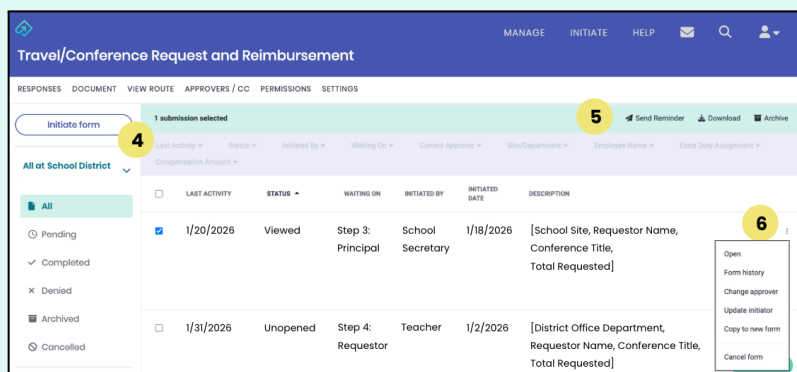 MANAGE INITIATE HELP
Travel/Conference Request and Reimbursement
RESPONSES DOCUMENT VIEW ROUTE APPROVERS / CC PERMISSIONS SETTINGS
Initiate form
4
All at School District
All
Pending
Completed
Denied
Archived
Cancelled
1 submission selected
5
Send Reminder Download Archive
Last Activity Status Initiated By Waiting On Current Approver Site/Department Employee Name Extra Duty Assignment
Compensation Amount
LAST ACTIVITY STATUS WAITING ON INITIATED BY INITIATED DATE DESCRIPTION
1/20/2026 Viewed Step 3: School 1/18/2026 [School Site, Requestor Name,
Principal Secretary Conference Title,
Total Requested]
6
Open
Form history
Change approver
Update initiator
Copy to new form
Cancel form
1/31/2026 Unopened Step 4: Teacher 1/2/2026 [District Office Department,
Requestor Requestor Name, Conference Title,
Total Requested]